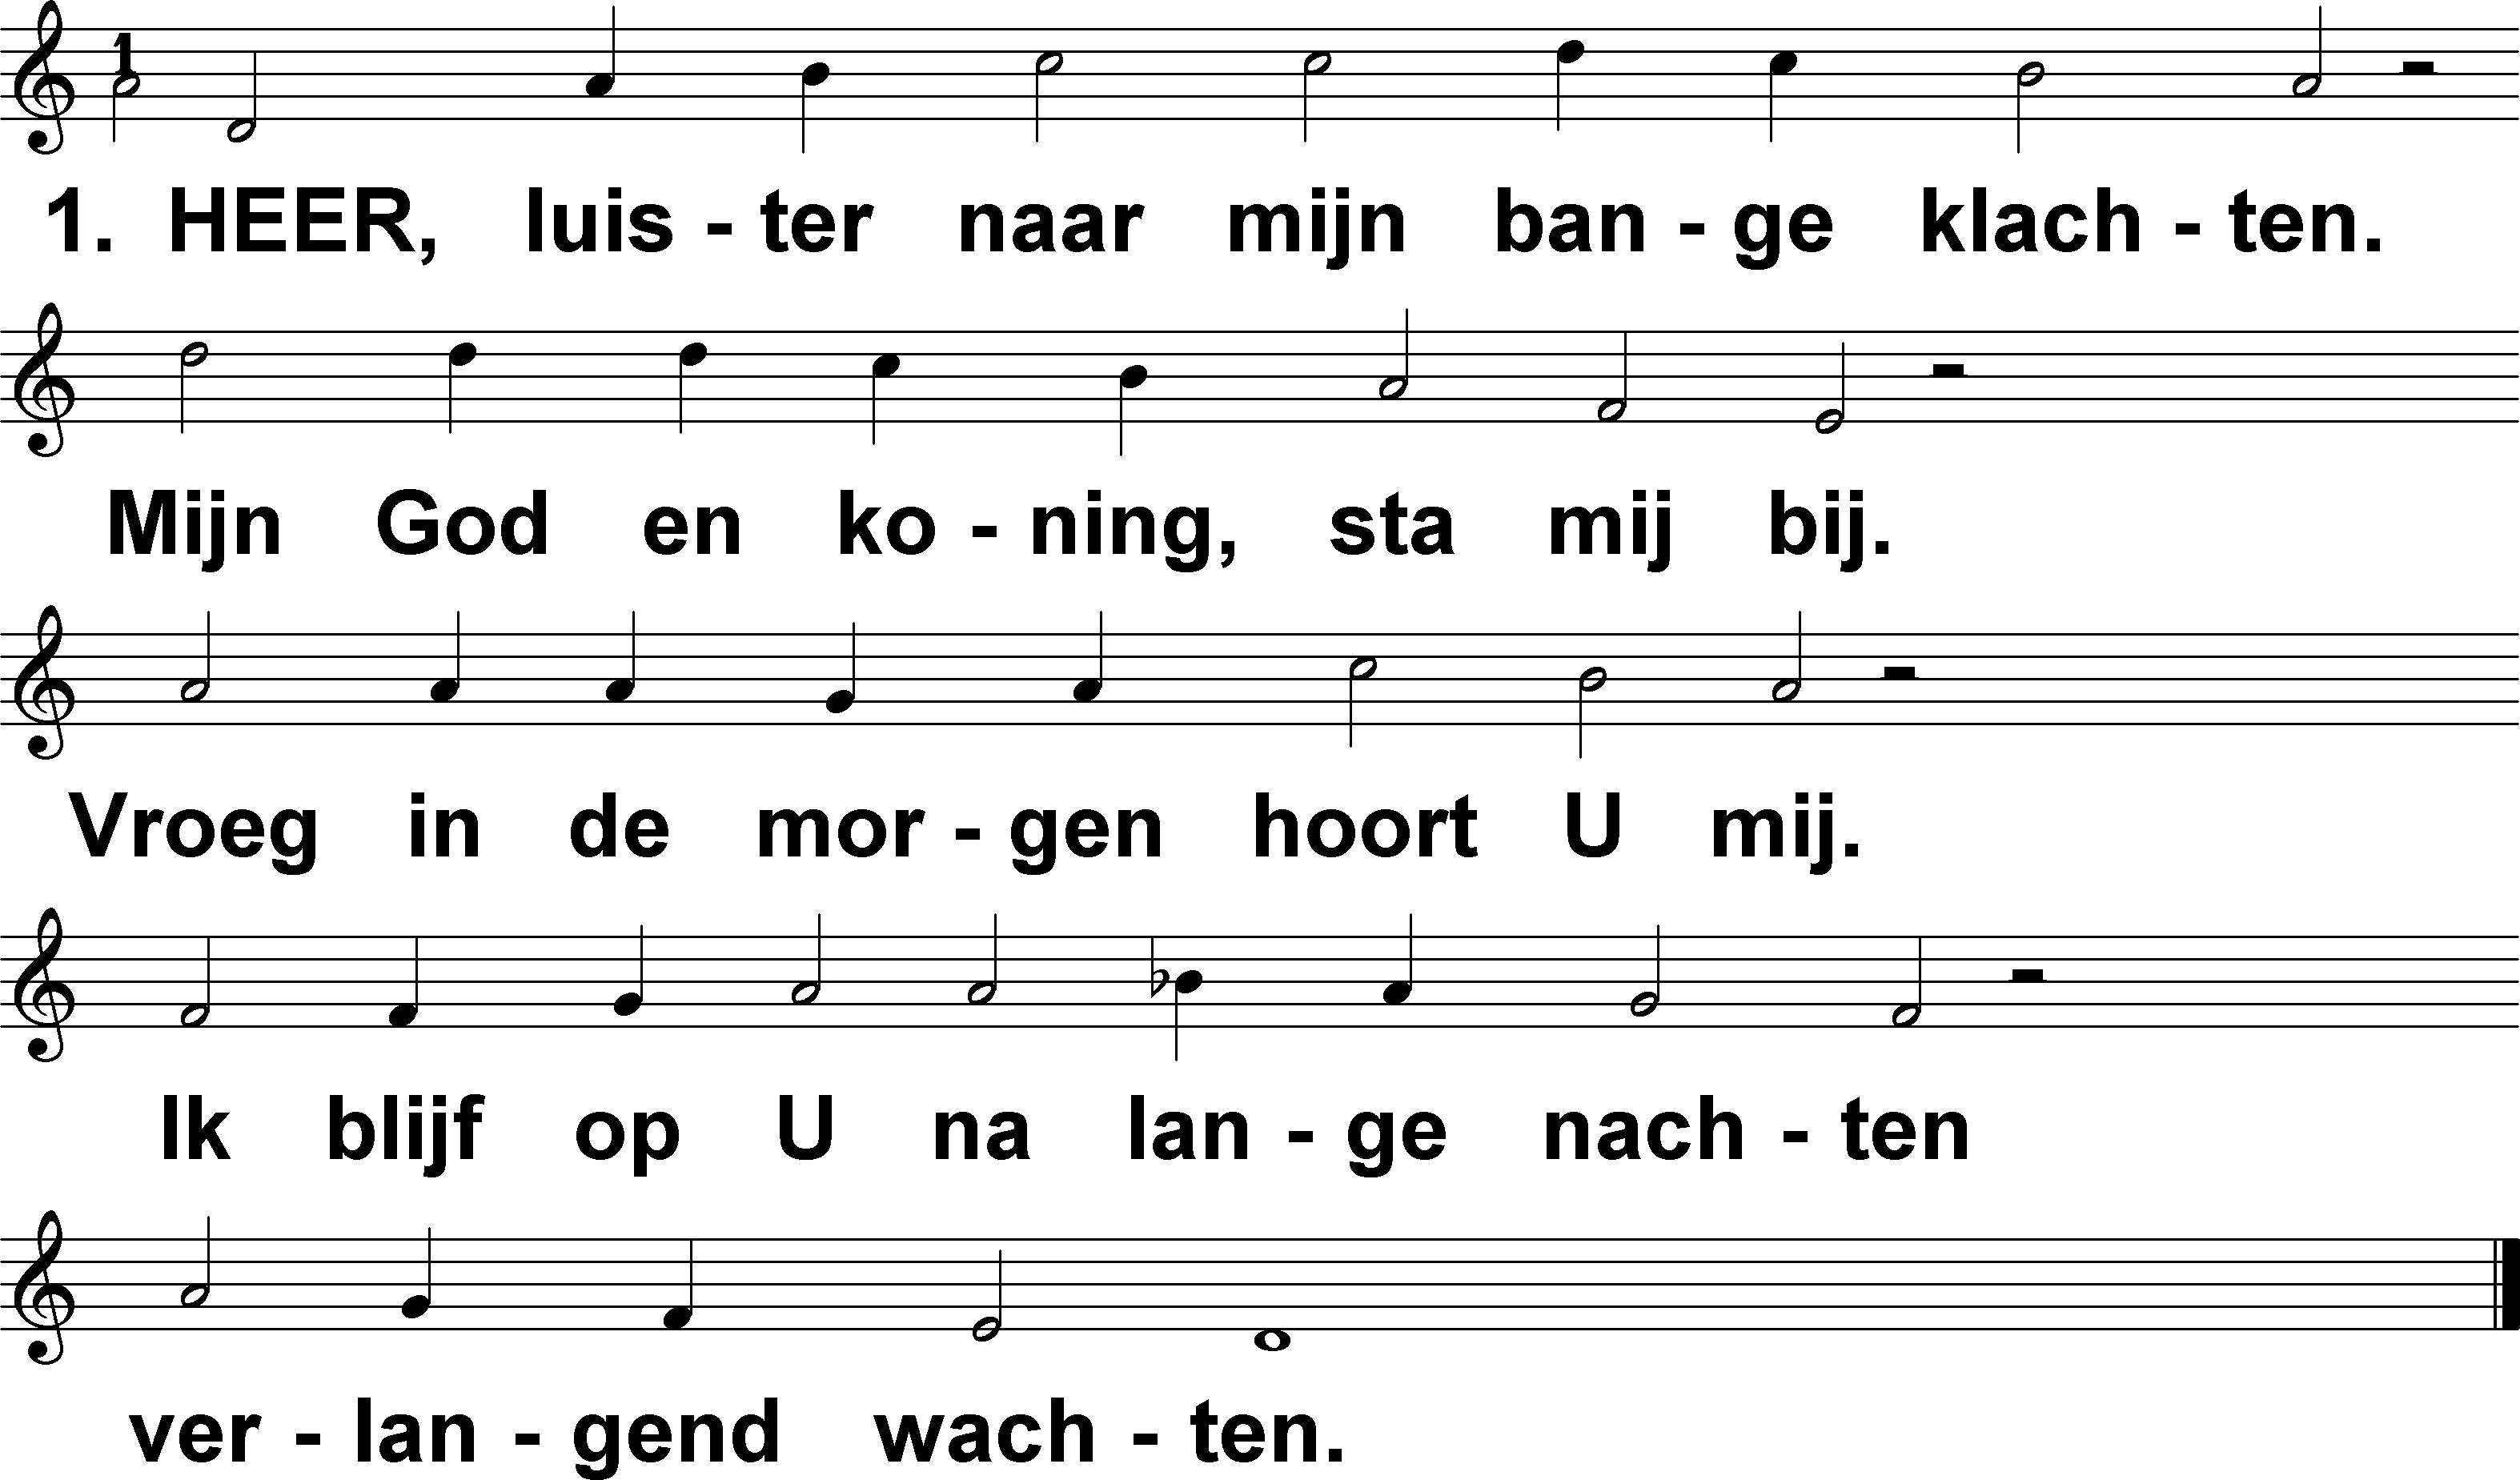 1
1. HEER, luis - ter naar mijn ban - ge klach - ten.
Mijn God en ko - ning, sta mij bij.
Vroeg in de mor - gen hoort U mij.
Ik blijf op U na lan - ge nach - ten
ver - lan - gend wach - ten.